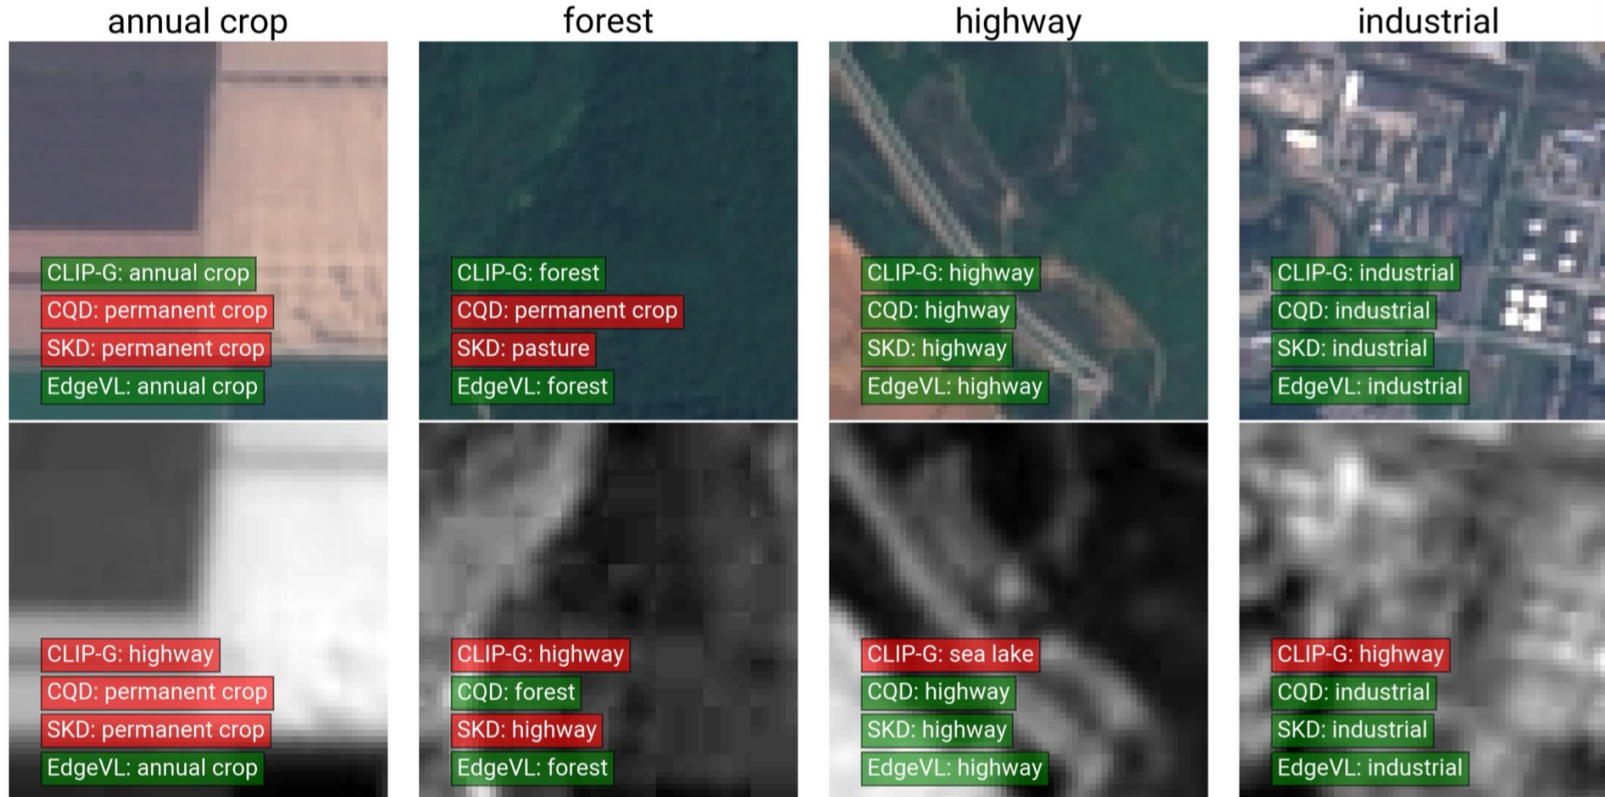 annual crop
forest
highway
industrial
CLIP-G: annual crop
CQD: permanent crop
SKD: permanent crop
EdgeVL: annual crop
CLIP-G: forest
CQD: permanent crop
SKD: pasture
EdgeVL: forest
CLIP-G: highway
CQD: highway
SKD: highway
EdgeVL: highway
CLIP-G: industrial
CQD: industrial
SKD: industrial
EdgeVL: industrial
CLIP-G: highway
CQD: permanent crop
SKD: permanent crop
EdgeVL: annual crop
CLIP-G: highway
CQD: forest
SKD: highway
EdgeVL: forest
CLIP-G: sea lake
CQD: highway
SKD: highway
EdgeVL: highway
CLIP-G: highway
CQD: industrial
SKD: industrial
EdgeVL: industrial